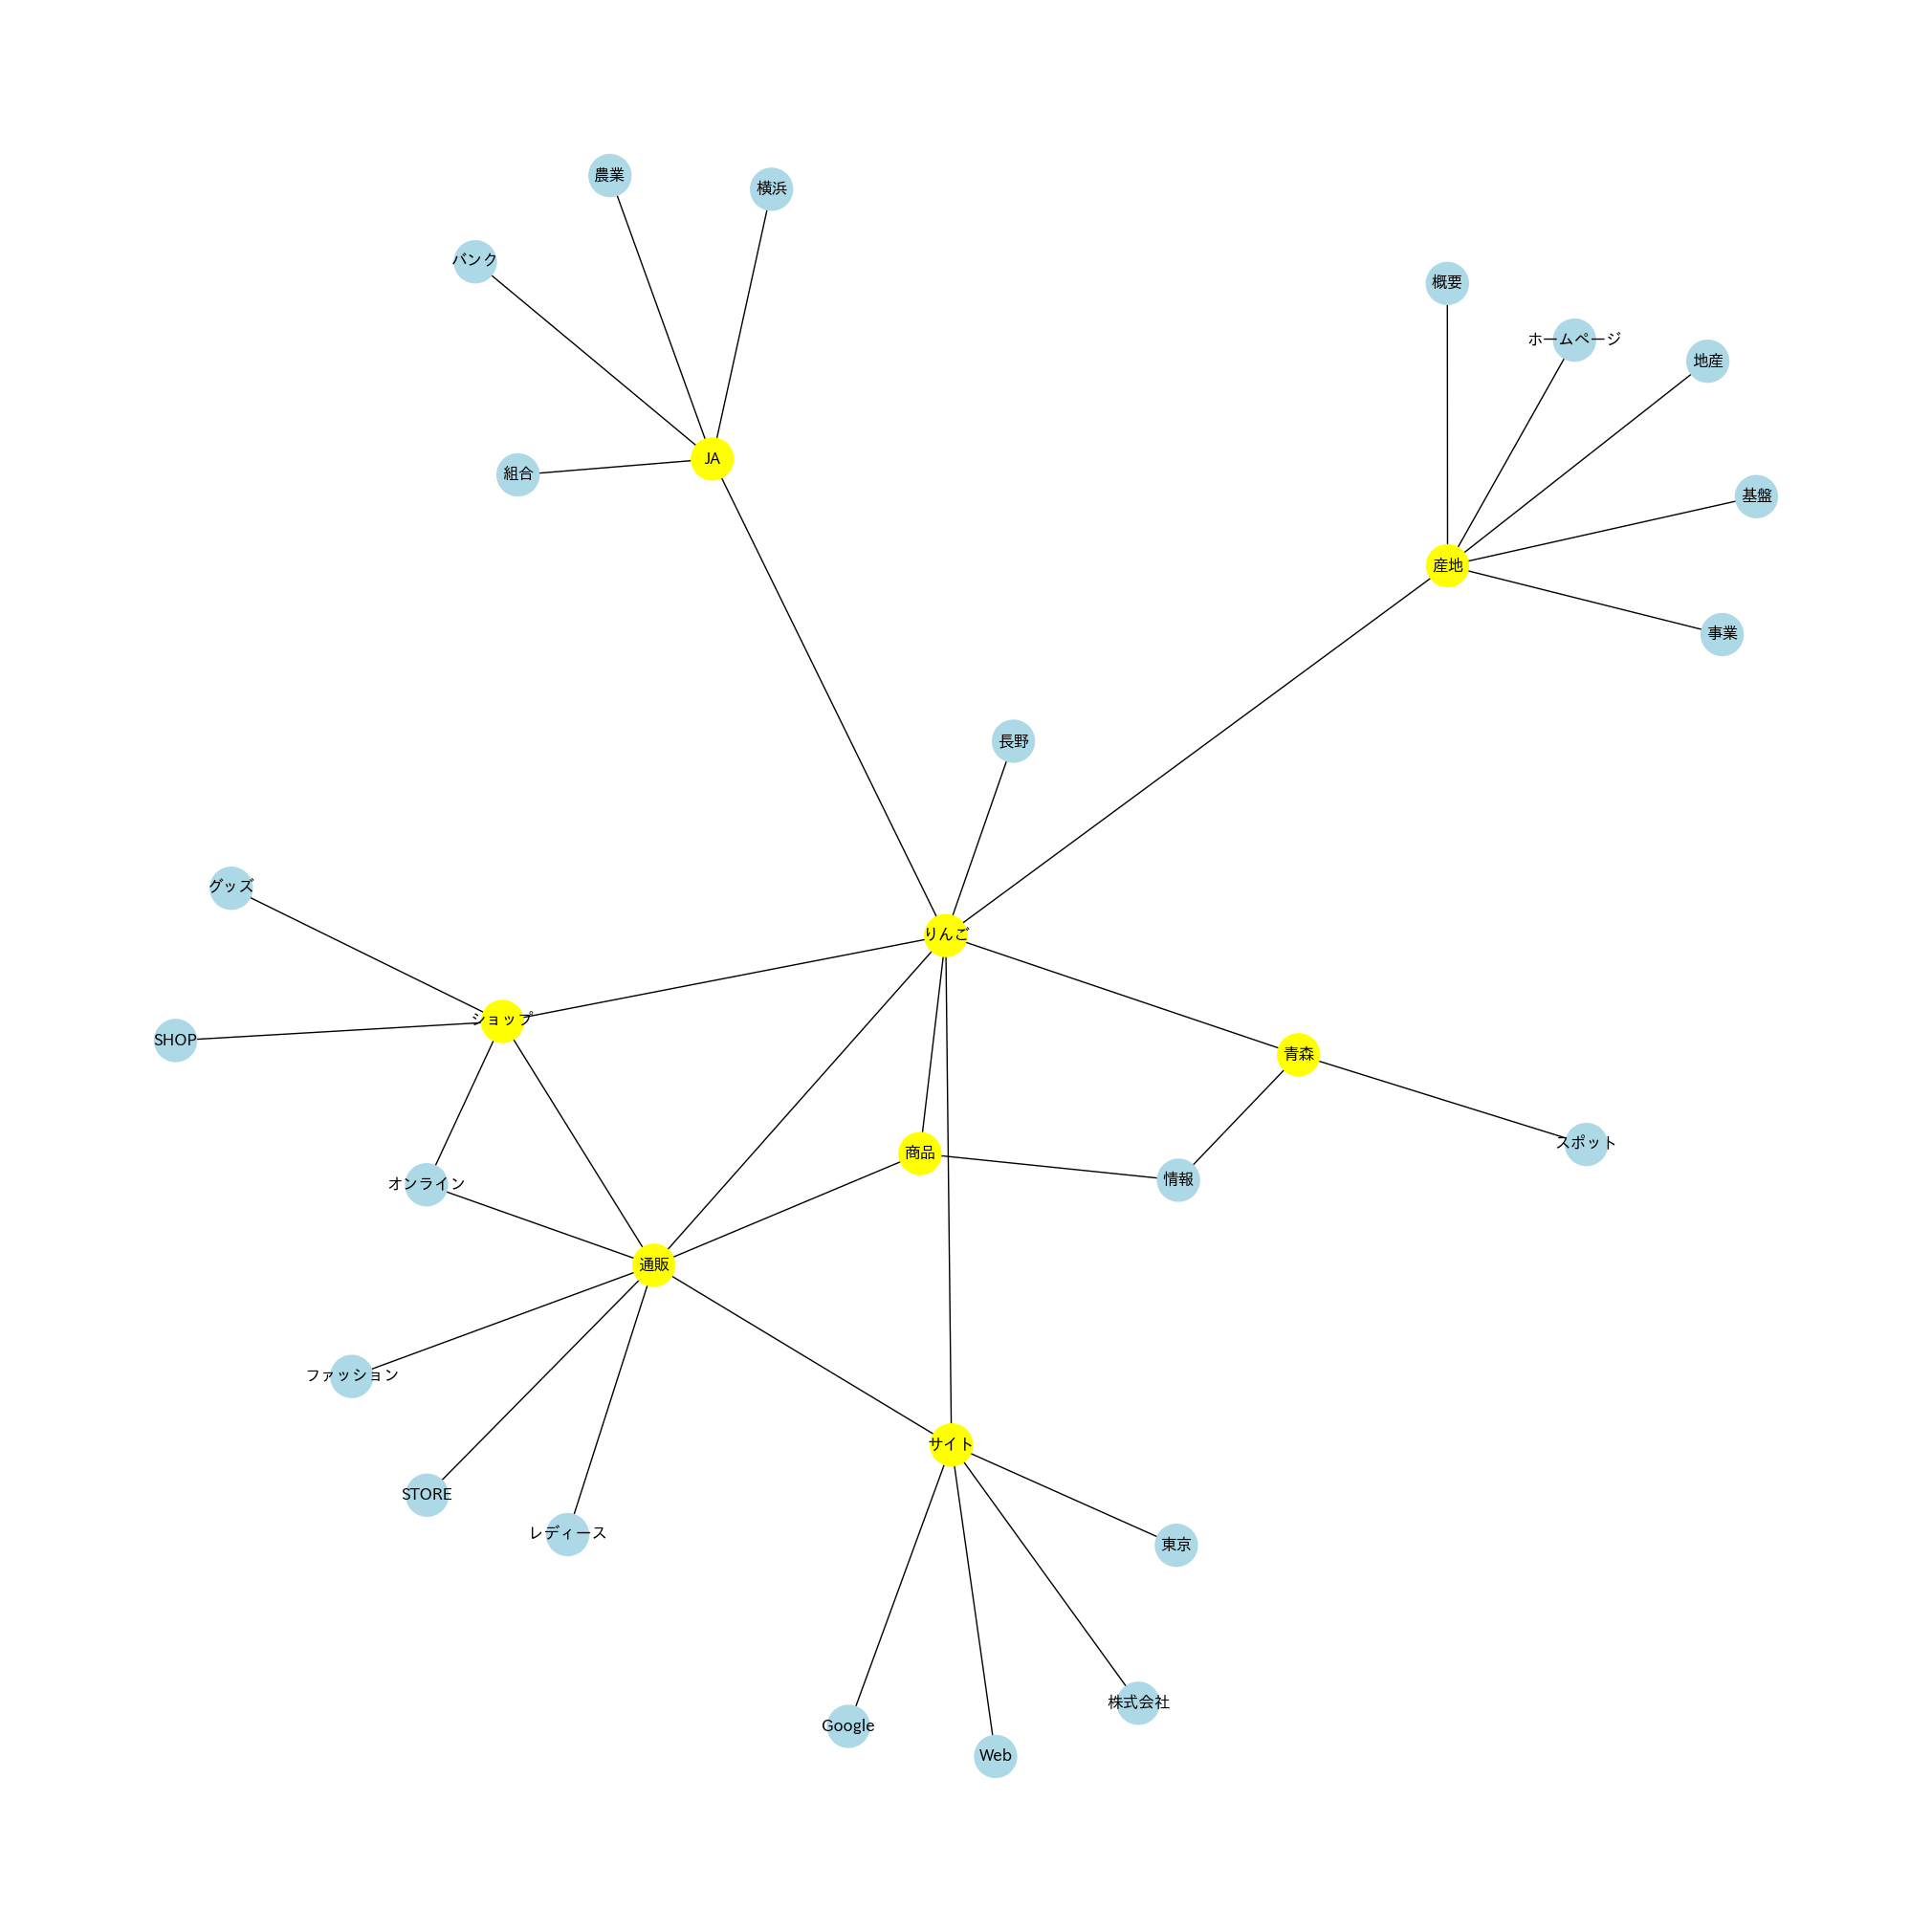 農業
横浜
バンク
概要
ホームページ
地産
JA
組合
基盤
産地
事業
長野
グッズ
りんご
ショップ
SHOP
青森
スポット
商品
情報
オンライン
通販
ファッション
サイト
STORE
レディース
東京
株式会社
Google
Web